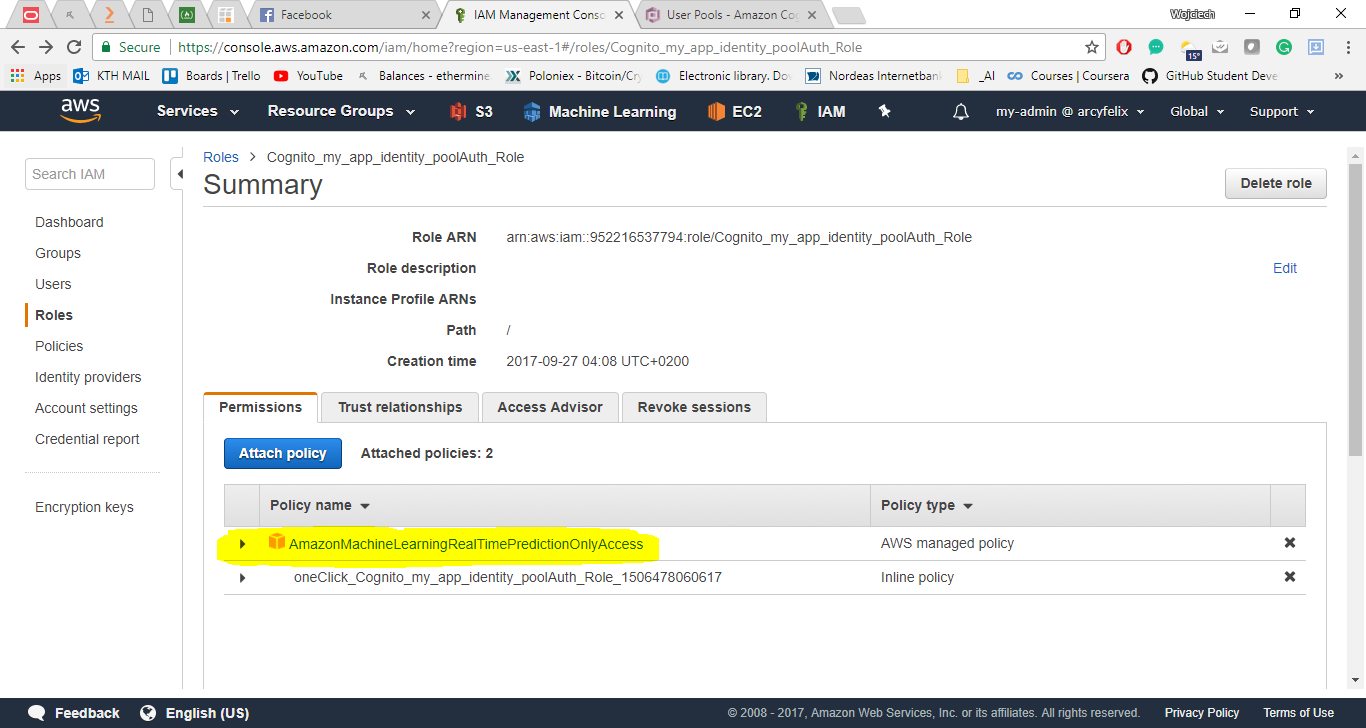 Facebook
IAM Management Conso
User Pools - Amazon Cog
Wojciech
Secure
https://console.aws.amazon.com/iam/home?region=us-east-1#/roles/Cognito_my_app_identity_poolAuth_Role
15°
Apps
KTH MAIL
Boards | Trello
YouTube
Balances - ethermine.
Poloniex - Bitcoin/Cry
Electronic library. Do
Nordeas Internetbank
_AI
Courses | Coursera
GitHub Student Deve
»
aws
Services
Resource Groups
S3
Machine Learning
EC2
IAM
my-admin @ arcyfelix
Global
Support
Search IAM
Dashboard
Groups
Users
Roles
Policies
Identity providers
Account settings
Credential report
Encryption keys
Roles > Cognito_my_app_identity_poolAuth_Role
Summary
Delete role
Role ARN arn:aws:iam::952216537794:role/Cognito_my_app_identity_poolAuth_Role
Role description Edit
Instance Profile ARNs
Path /
Creation time 2017-09-27 04:08 UTC+0200
Permissions
Trust relationships
Access Advisor
Revoke sessions
Attach policy
Attached policies: 2
Policy name Policy type
AmazonMachineLearningRealTimePredictionOnlyAccess AWS managed policy
oneClick_Cognito_my_app_identity_poolAuth_Role_1506478060617 Inline policy
Feedback
English (US)
© 2008 - 2017, Amazon Web Services, Inc. or its affiliates. All rights reserved.
Privacy Policy
Terms of Use